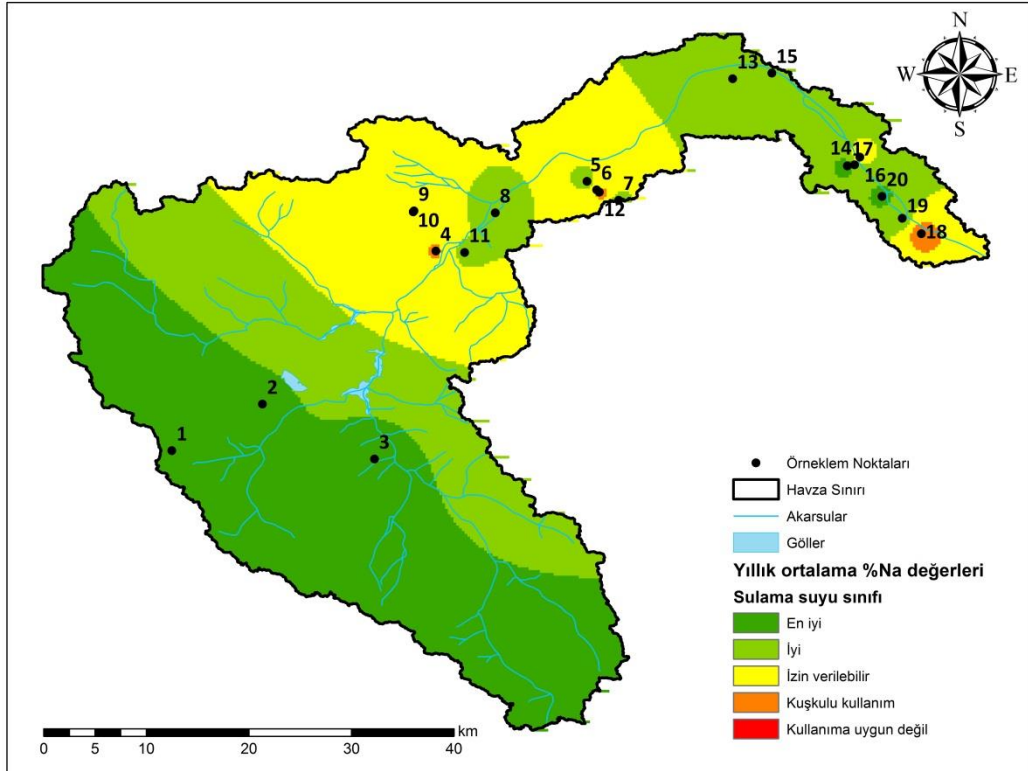 N
W E
S
13
15
14
17
16
20
19
18
5
6
7
12
9
10
8
4
11
2
1
3
Örneklem Noktaları
Havza Sınırı
Akarsular
Göller
Yıllık ortalama %Na değerleri
Sulama suyu sınıfı
En iyi
İyi
İzin verilebilir
Kuşkulu kullanım
Kullanıma uygun değil
km
0 5 10 20 30 40